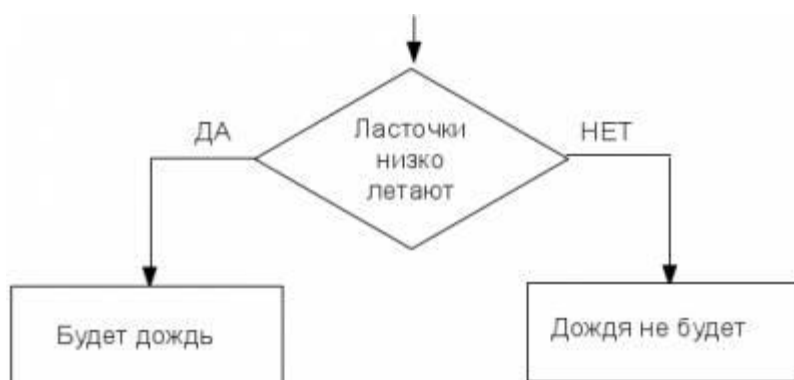 ДА
Ласточки
низко
летают
НЕТ
Будет дождь
Дождя не будет